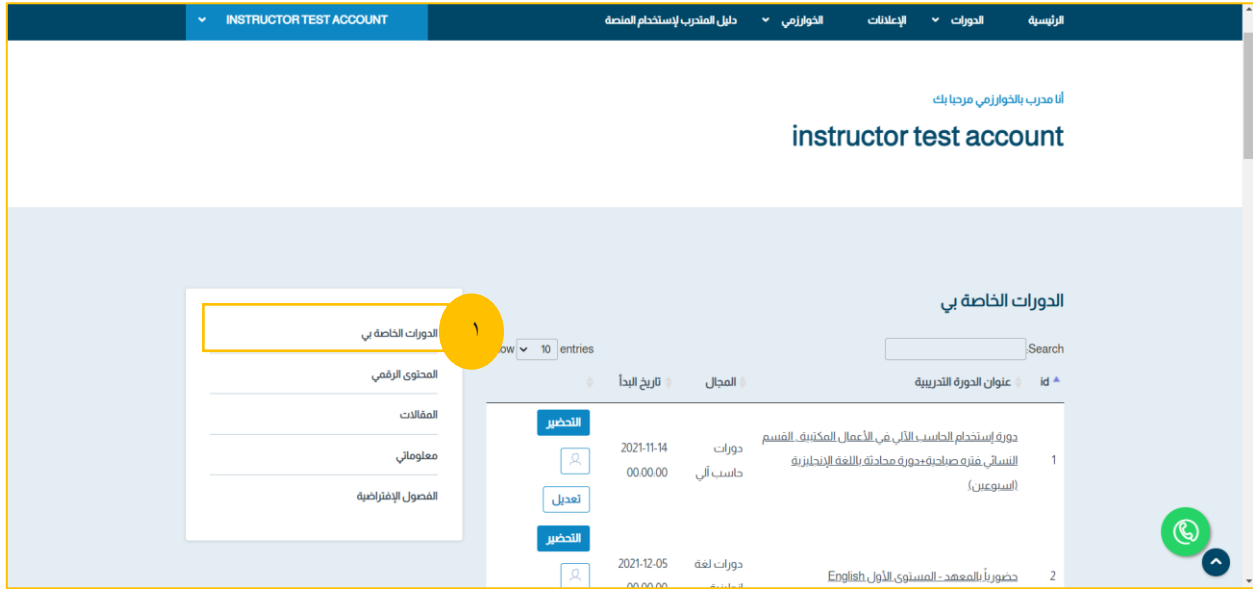 الرئيسية الدورات الإعلانات الخوارزمي دليل المتدرب لإستخدام المنصة INSTRUCTOR TEST ACCOUNT
أنا مدرب بالخوارزمي مرحبا بك
instructor test account
الدورات الخاصة بي
Search:
10 entries
id عنوان الدورة التدريبية المجال تاريخ البدأ
1
دورة إستخدام الحاسب الآلي في الأعمال المكتبية_القسم
النسائي فتره صباحية+دورة محادثة باللغة الإنجليزية
(اسبوعين)
دورات
حاسب آلي
2021-11-14
00:00:00
التحضير
تعديل
2
حضورياً بالمعهد - المستوى الأول English
دورات لغة
2021-12-05
التحضير
١
الدورات الخاصة بي
المحتوى الرقمي
المقالات
معلوماتي
الفصول الإفتراضية